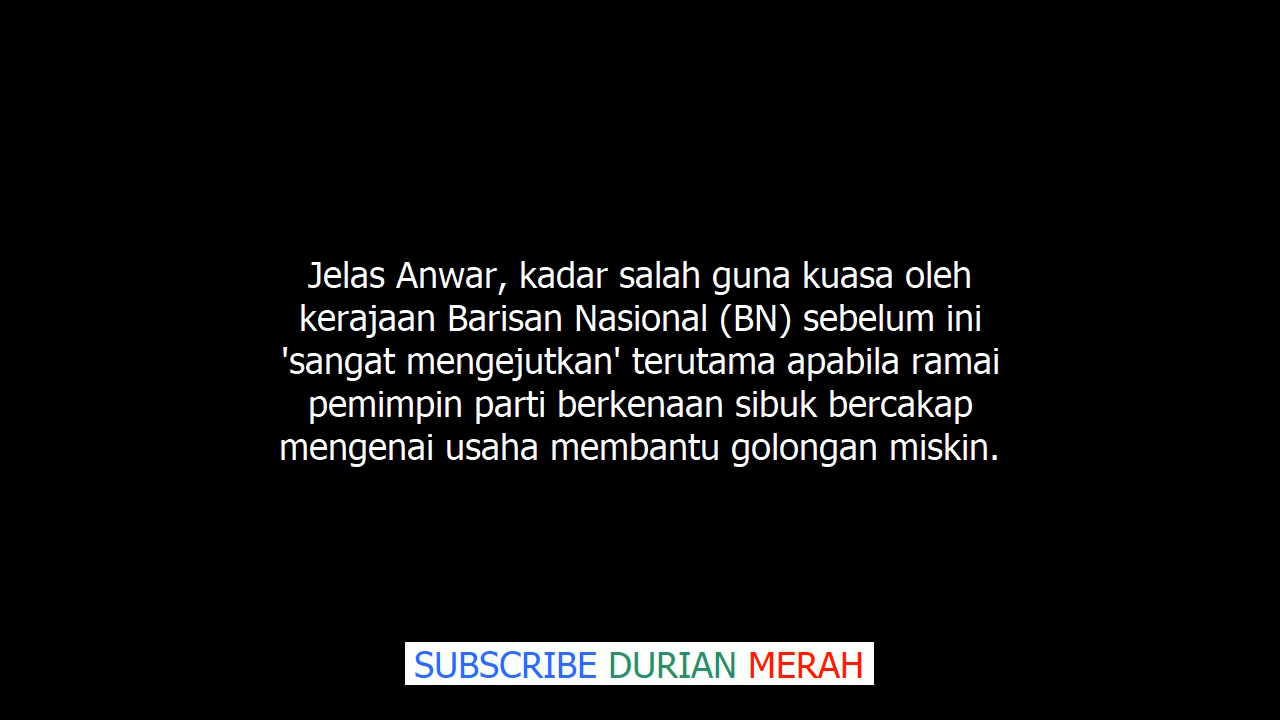 Jelas Anwar, kadar salah guna kuasa oleh
kerajaan Barisan Nasional (BN) sebelum ini
'sangat mengejutkan' terutama apabila ramai
pemimpin parti berkenaan sibuk bercakap
mengenai usaha membantu golongan miskin.
SUBSCRIBE DURIAN MERAH